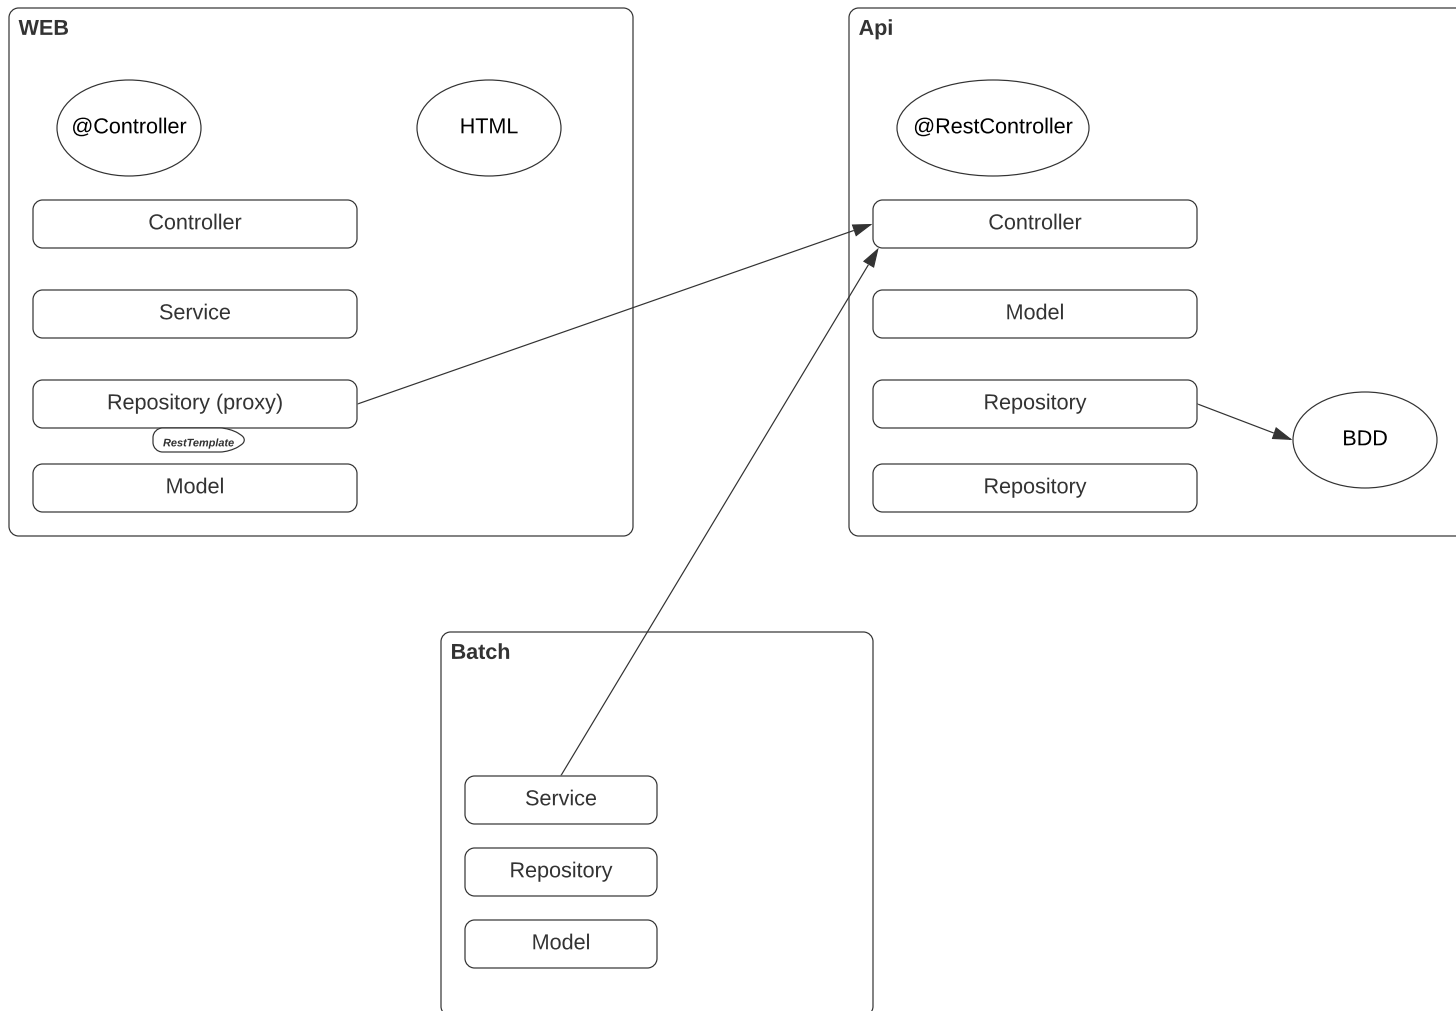 WEB
@Controller
HTML
Controller
Service
Repository (proxy)
RestTemplate
Model
Api
@RestController
Controller
Model
Repository
BDD
Repository
Batch
Service
Repository
Model